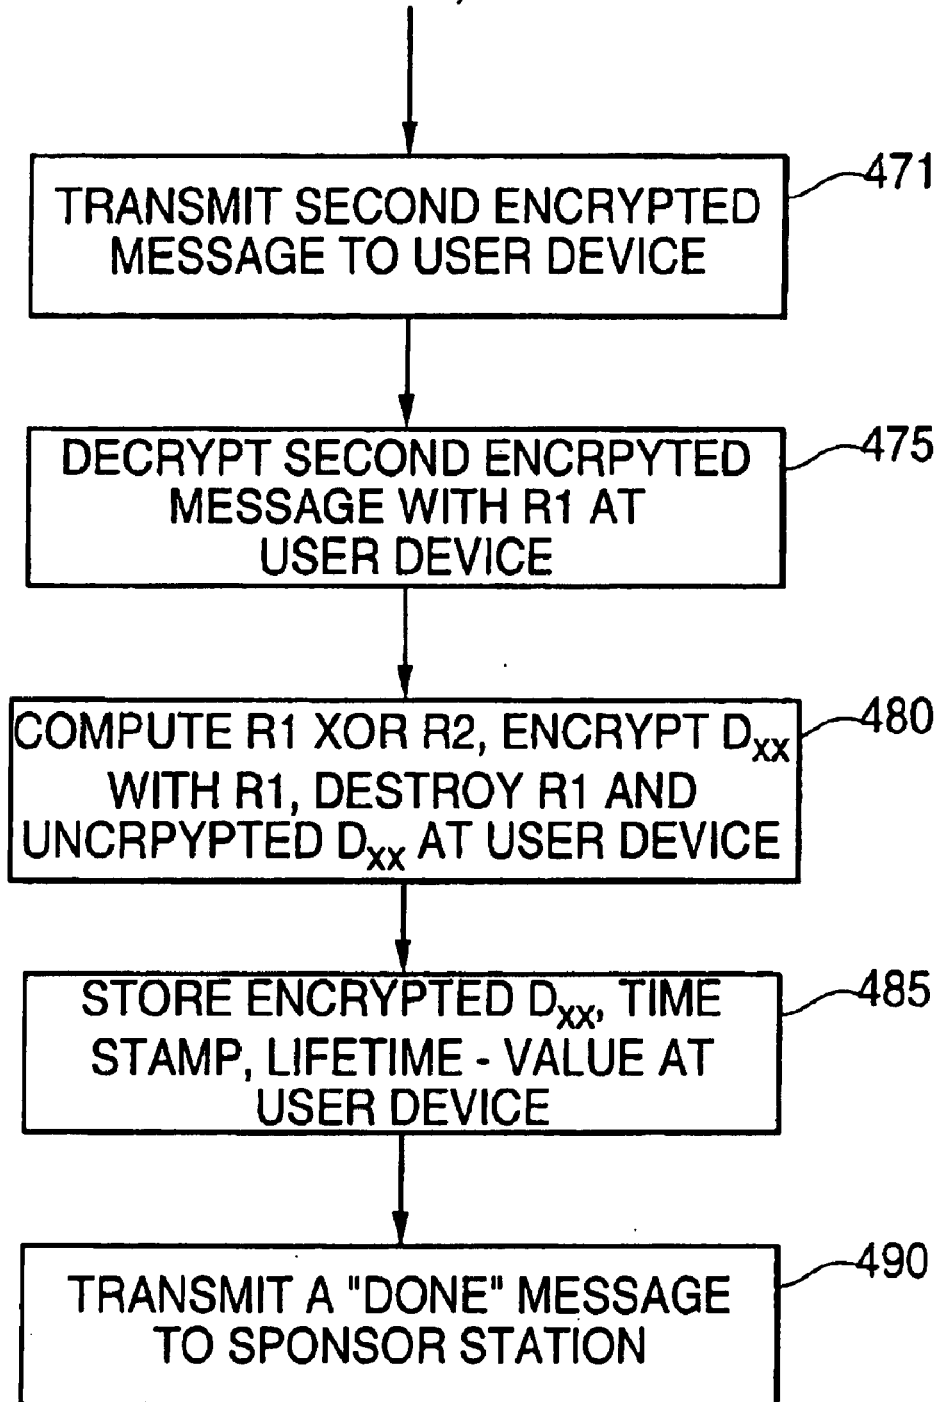 471
TRANSMIT SECOND ENCRYPTED
MESSAGE TO USER DEVICE
475
DECRYPT SECOND ENCRPYTED
MESSAGE WITH R1 AT
USER DEVICE
480
COMPUTE R1 XOR R2, ENCRYPT Dxx
WITH R1, DESTROY R1 AND
UNCRPYPTED Dxx AT USER DEVICE
485
STORE ENCRYPTED Dxx, TIME
STAMP, LIFETIME - VALUE AT
USER DEVICE
490
TRANSMIT A "DONE" MESSAGE
TO SPONSOR STATION